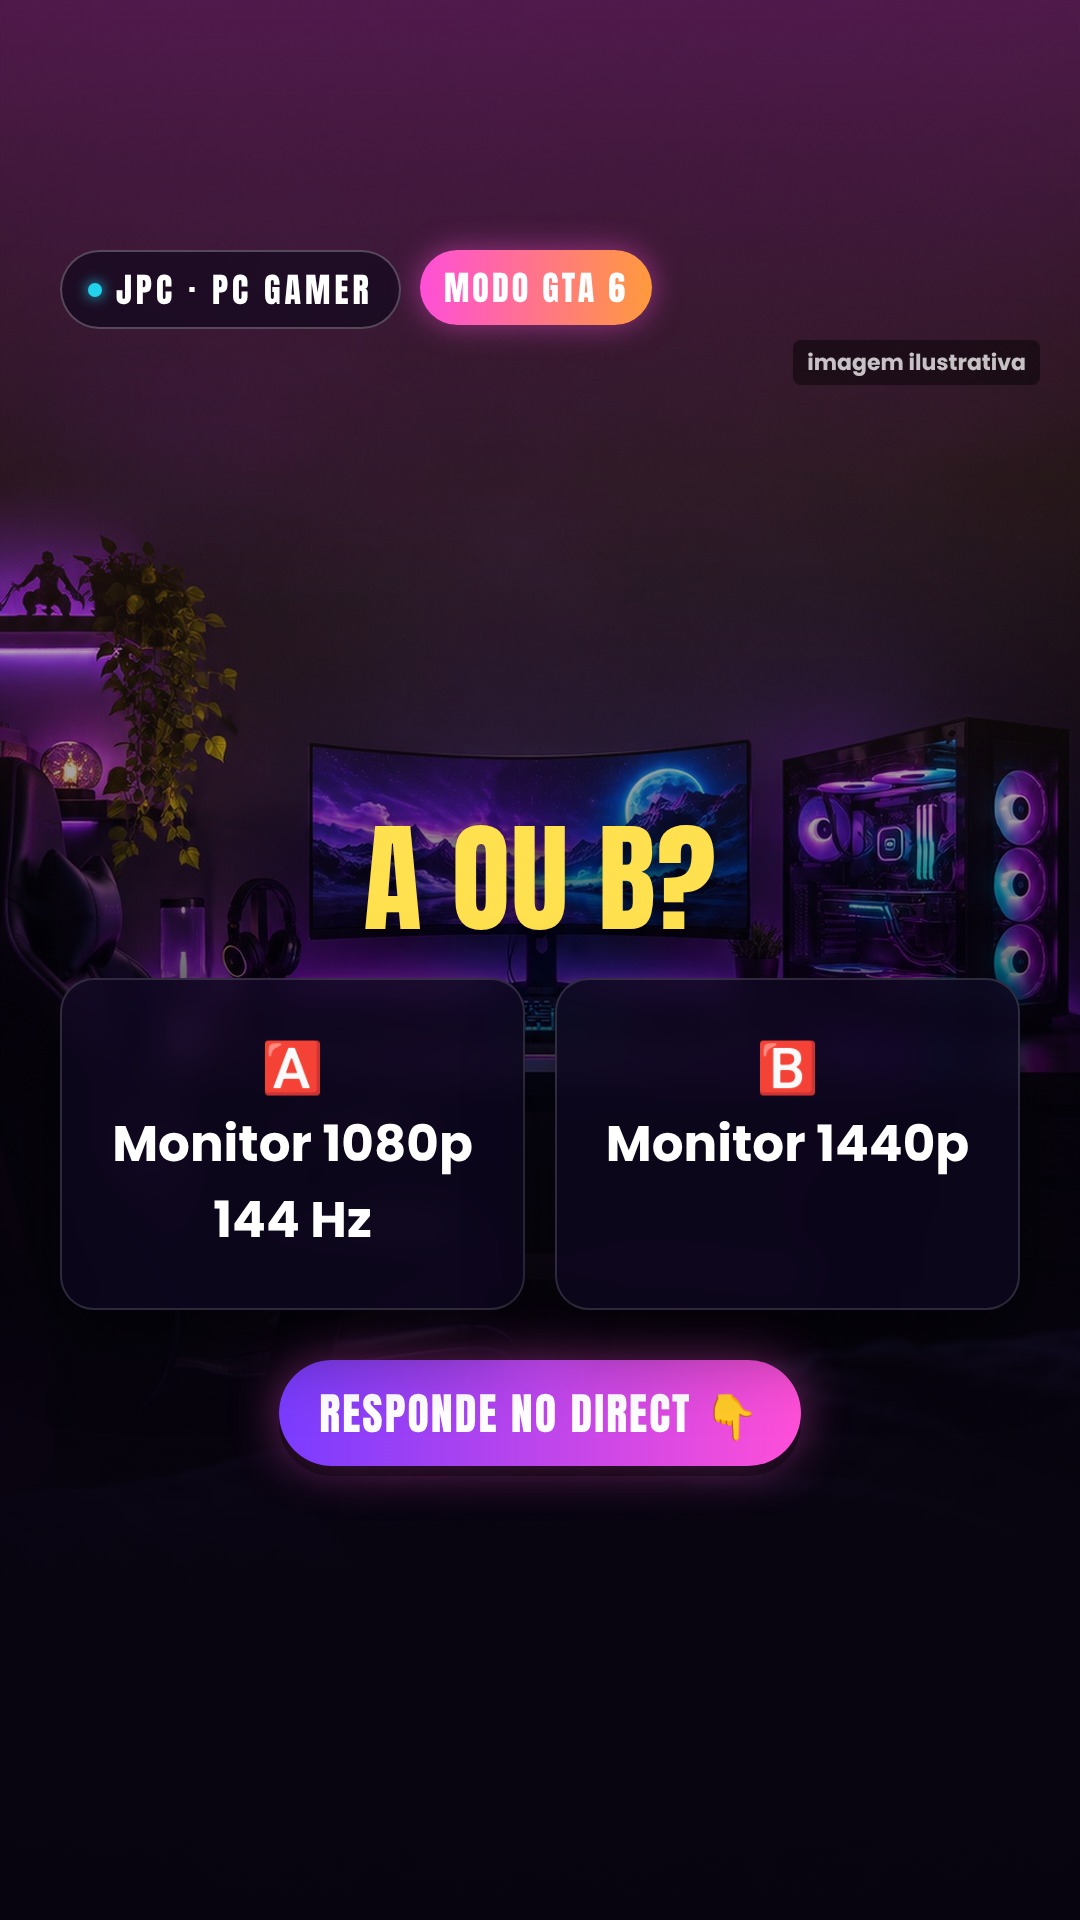 JPC · PC GAMER
MODO GTA 6
imagem ilustrativa
A OU B?
🅰️
Monitor 1080p
144 Hz
🅱️
Monitor 1440p
RESPONDE NO DIRECT 👇